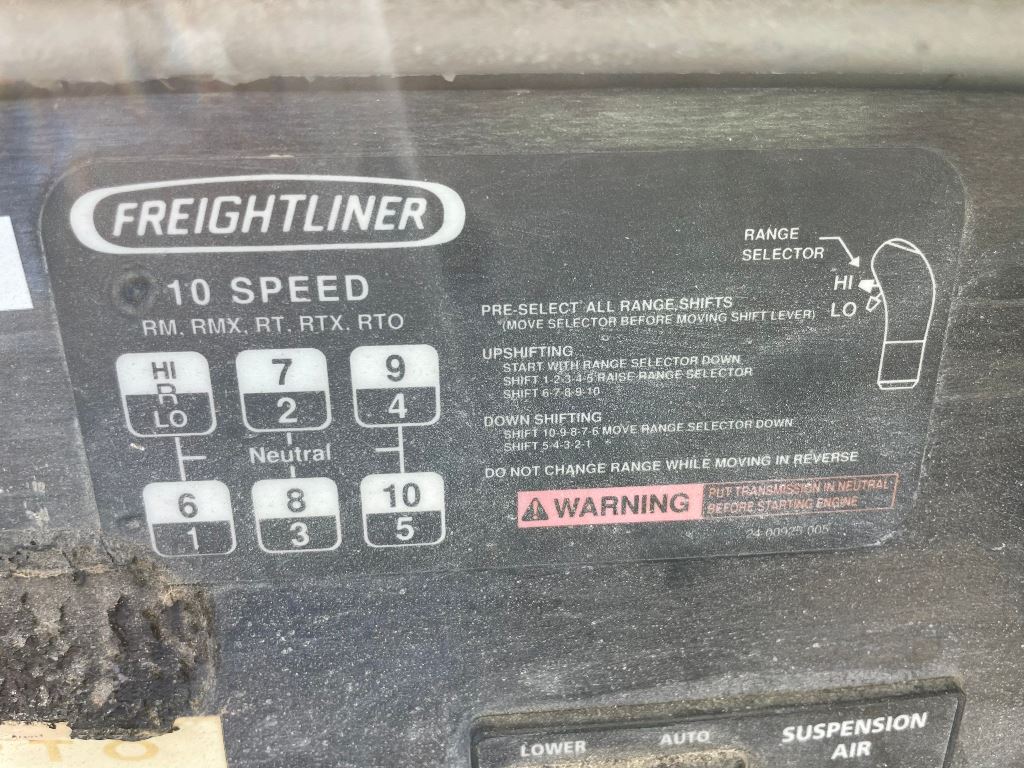 FREIGHTLINER
10 SPEED
RM, RMX, RT, RTX, RTO
HI 7 9
R
LO 2 4
Neutral
6 8 10
1 3 5
RANGE
SELECTOR
HI
LO
PRE-SELECT ALL RANGE SHIFTS
(MOVE SELECTOR BEFORE MOVING SHIFT LEVER)
UPSHIFTING
START WITH RANGE SELECTOR DOWN
SHIFT 1-2-3-4-5 RAISE RANGE SELECTOR
SHIFT 6-7-8-9-10
DOWN SHIFTING
SHIFT 10-9-8-7-6 MOVE RANGE SELECTOR DOWN
SHIFT 5-4-3-2-1
DO NOT CHANGE RANGE WHILE MOVING IN REVERSE
WARNING
PUT TRANSMISSION IN NEUTRAL
BEFORE STARTING ENGINE
24-00925-005
TO
LOWER AUTO
SUSPENSION
AIR